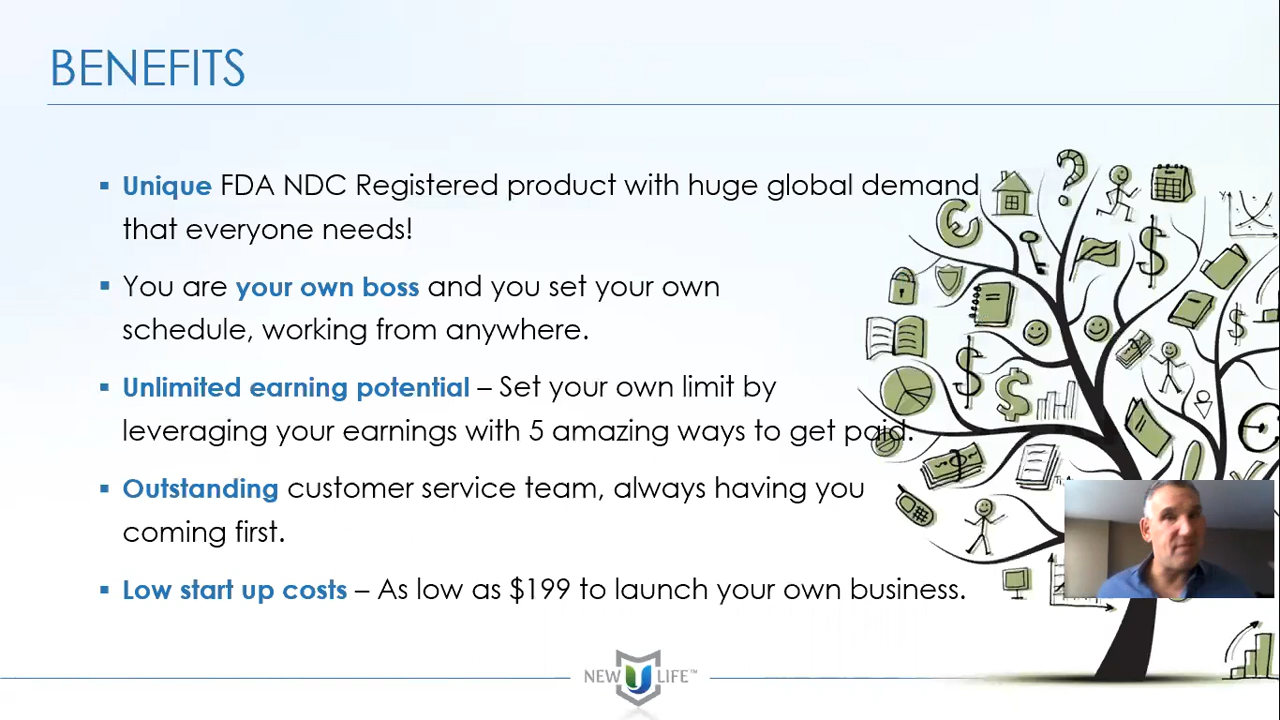 BENEFITS
▪ Unique FDA NDC Registered product with huge global demand
that everyone needs!
▪ You are your own boss and you set your own
schedule, working from anywhere.
▪ Unlimited earning potential – Set your own limit by
leveraging your earnings with 5 amazing ways to get paid.
▪ Outstanding customer service team, always having you
coming first.
▪ Low start up costs – As low as $199 to launch your own business.
NEW U LIFE™